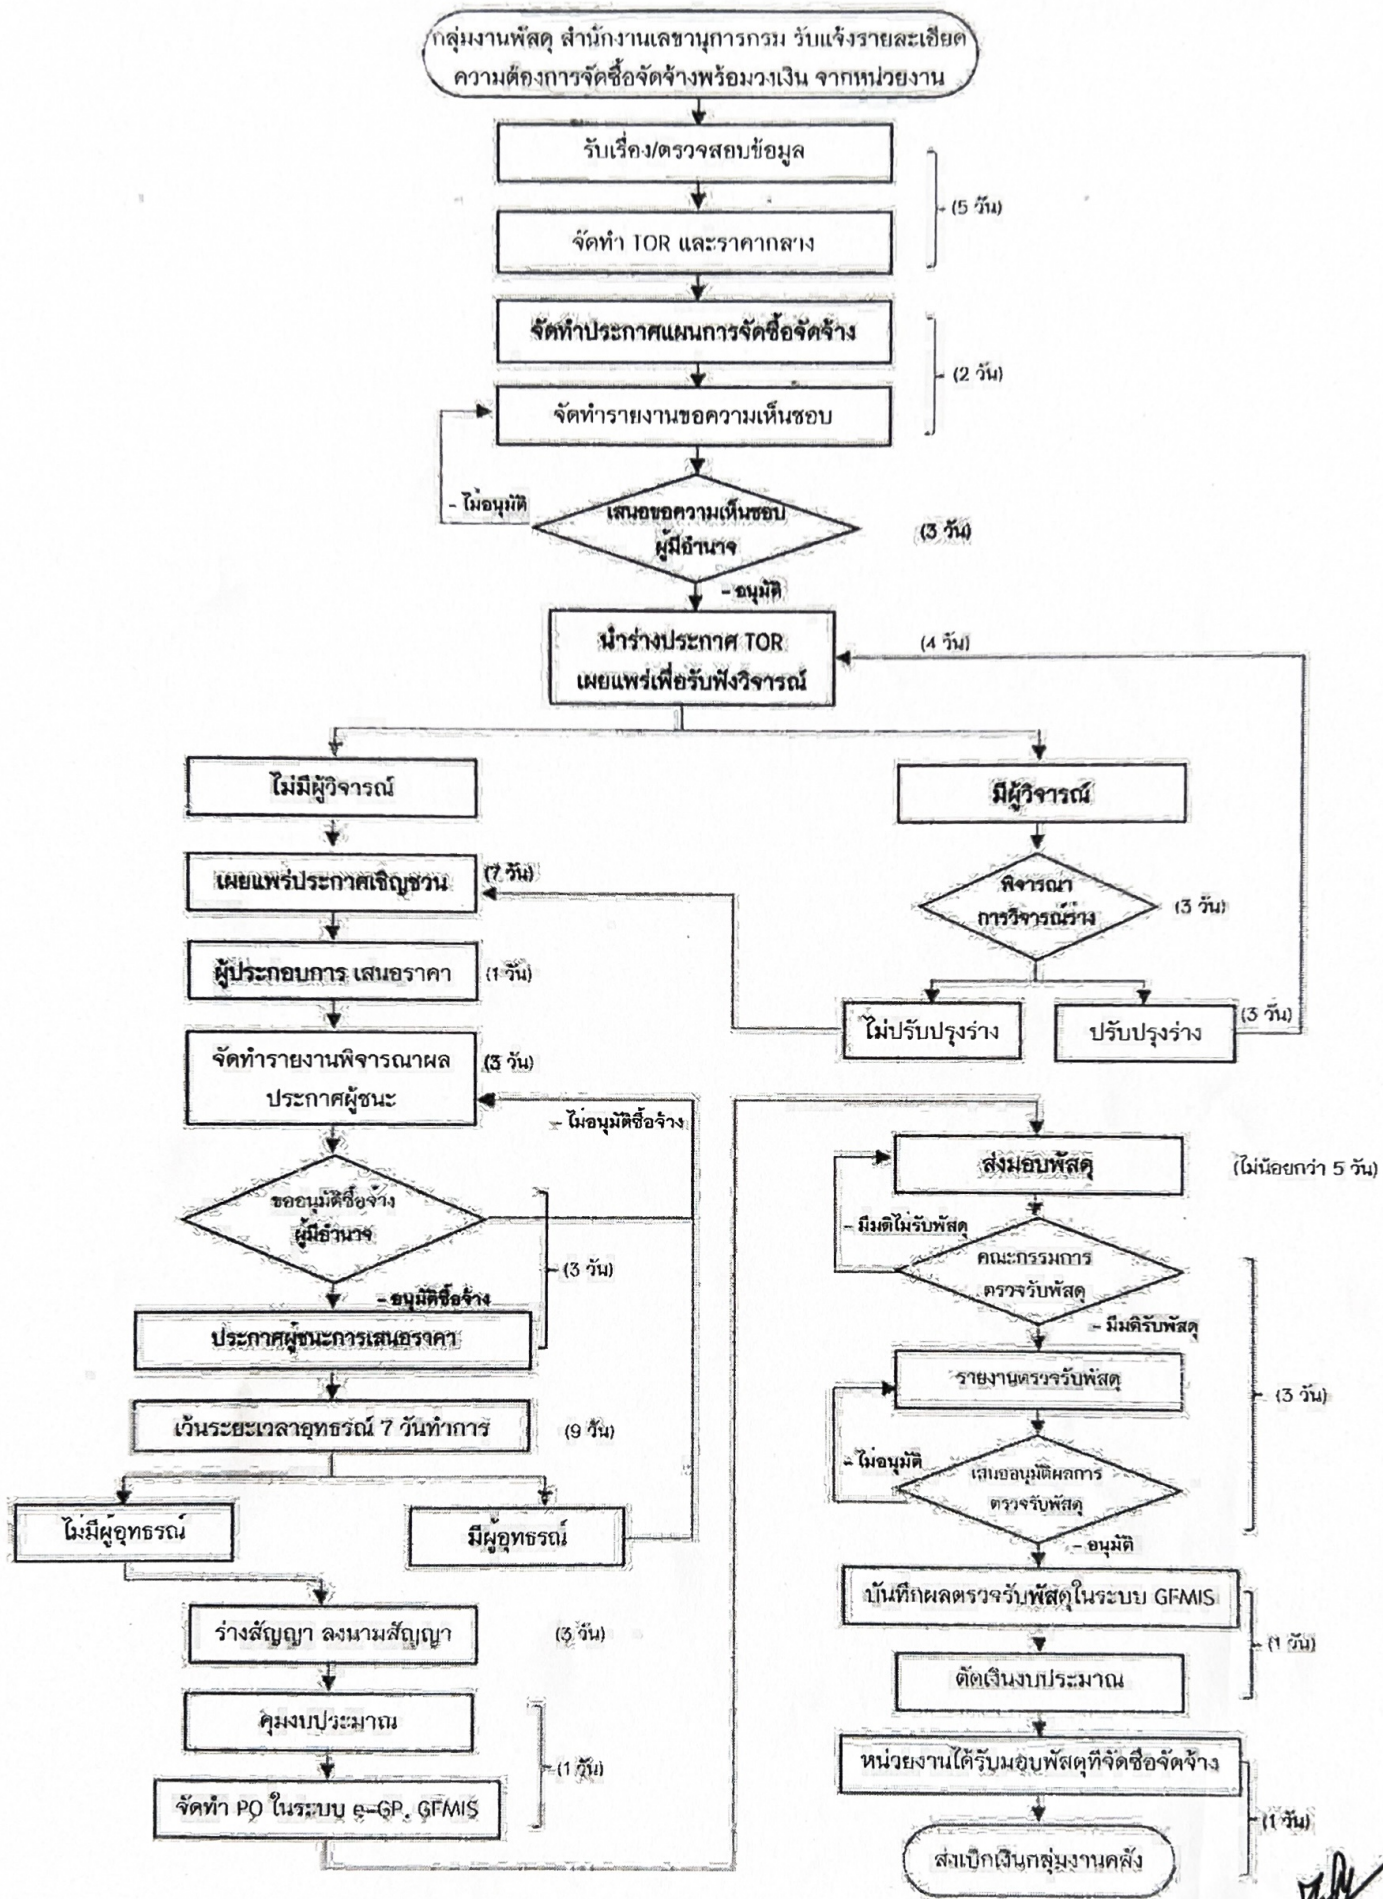 กลุ่มงานพัสดุ สำนักงานเลขานุการกรม รับแจ้งรายละเอียด
ความต้องการจัดซื้อจัดจ้างพร้อมวงเงิน จากหน่วยงาน
รับเรื่อง/ตรวจสอบข้อมูล
(5 วัน)
จัดทำ TOR และราคากลาง
จัดทำประกาศแผนการจัดซื้อจัดจ้าง
(2 วัน)
จัดทำรายงานขอความเห็นชอบ
- ไม่อนุมัติ
เสนอขอความเห็นชอบ
ผู้มีอำนาจ
(3 วัน)
- อนุมัติ
นำร่างประกาศ TOR
เผยแพร่เพื่อรับฟังวิจารณ์
(4 วัน)
ไม่มีผู้วิจารณ์
เผยแพร่ประกาศเชิญชวน
(7 วัน)
ผู้ประกอบการ เสนอราคา
(1 วัน)
จัดทำรายงานพิจารณาผล
ประกาศผู้ชนะ
(3 วัน)
- ไม่อนุมัติซื้อจ้าง
ขออนุมัติซื้อจ้าง
ผู้มีอำนาจ
(3 วัน)
- อนุมัติซื้อจ้าง
ประกาศผู้ชนะการเสนอราคา
เว้นระยะเวลาอุทธรณ์ 7 วันทำการ
(9 วัน)
ไม่มีผู้อุทธรณ์
มีผู้อุทธรณ์
ร่างสัญญา ลงนามสัญญา
(3 วัน)
คุมงบประมาณ
(1 วัน)
จัดทำ PO ในระบบ e-GP, GFMIS
มีผู้วิจารณ์
พิจารณา
การวิจารณ์ร่าง
(3 วัน)
ไม่ปรับปรุงร่าง
ปรับปรุงร่าง
(3 วัน)
ส่งมอบพัสดุ
(ไม่น้อยกว่า 5 วัน)
- มีมติไม่รับพัสดุ
คณะกรรมการ
ตรวจรับพัสดุ
- มีมติรับพัสดุ
รายงานตรวจรับพัสดุ
(3 วัน)
- ไม่อนุมัติ
เสนออนุมัติผลการ
ตรวจรับพัสดุ
- อนุมัติ
บันทึกผลตรวจรับพัสดุในระบบ GFMIS
(1 วัน)
ตัดเงินงบประมาณ
หน่วยงานได้รับมอบพัสดุที่จัดซื้อจัดจ้าง
(1 วัน)
ส่งเบิกเงินกลุ่มงานคลัง